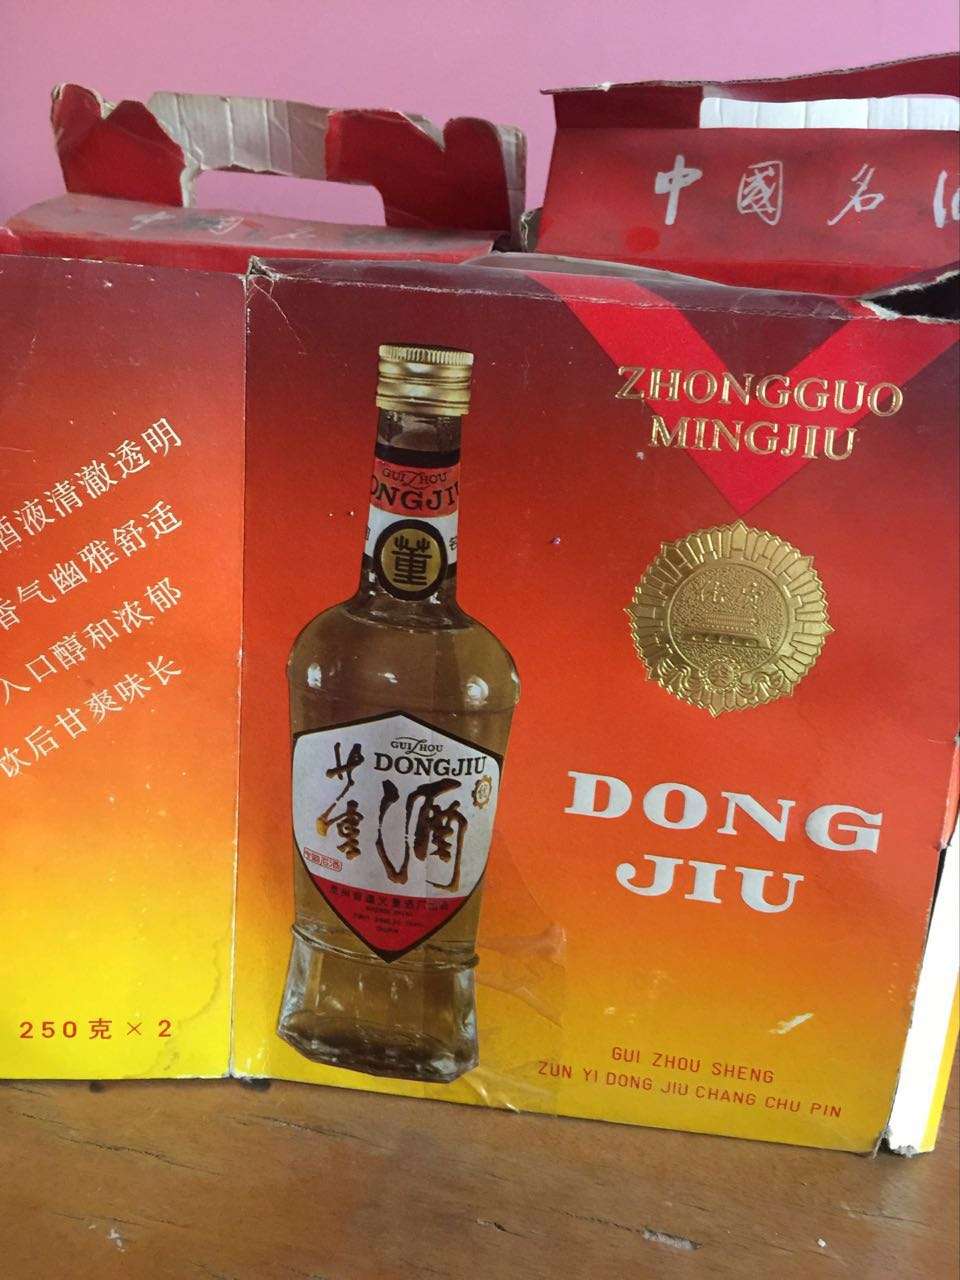 中國名
酒液清澈透明
香气幽雅舒适
入口醇和浓郁
饮后甘爽味长
250克×2
ZHONGGUO
MINGJIU
GUIZHOU
DONGJIU
董
GUIZHOU
DONGJIU
董酒
DONG
JIU
GUI ZHOU SHENG
ZUN YI DONG JIU CHANG CHU PIN